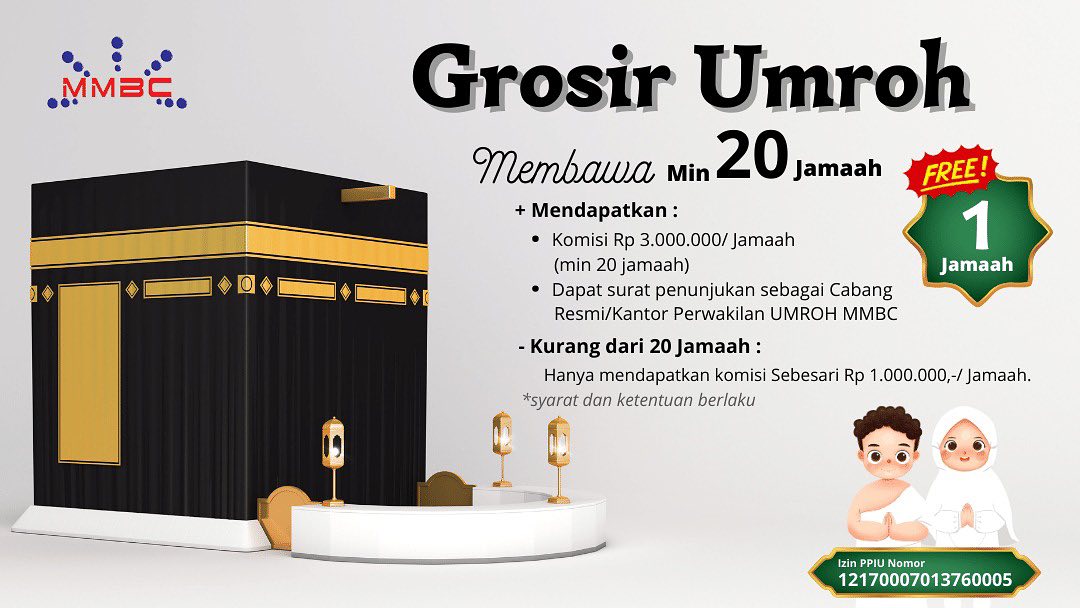 MMBC
Grosir Umroh
Membawa Min 20 Jamaah
FREE!
1
Jamaah
+ Mendapatkan :
• Komisi Rp 3.000.000/ Jamaah
(min 20 jamaah)
• Dapat surat penunjukan sebagai Cabang
Resmi/Kantor Perwakilan UMROH MMBC
- Kurang dari 20 Jamaah :
Hanya mendapatkan komisi Sebesari Rp 1.000.000,-/ Jamaah.
*syarat dan ketentuan berlaku
Izin PPIU Nomor
12170007013760005